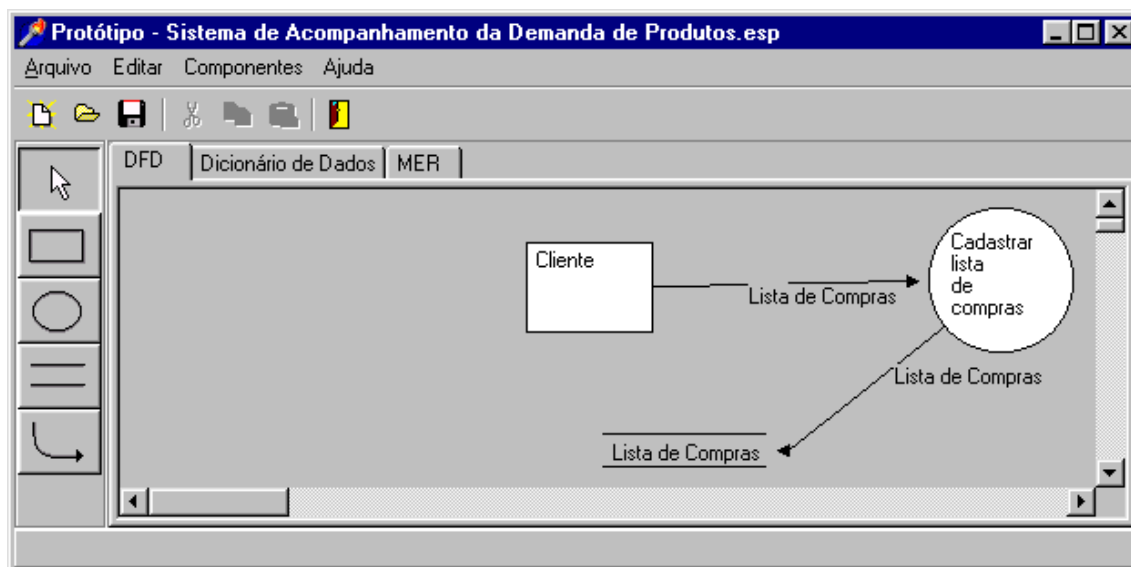 Protótipo - Sistema de Acompanhamento da Demanda de Produtos.esp
Arquivo Editar Componentes Ajuda
DFD Dicionário de Dados MER
Cliente
Lista de Compras
Cadastrar
lista
de
compras
Lista de Compras
Lista de Compras